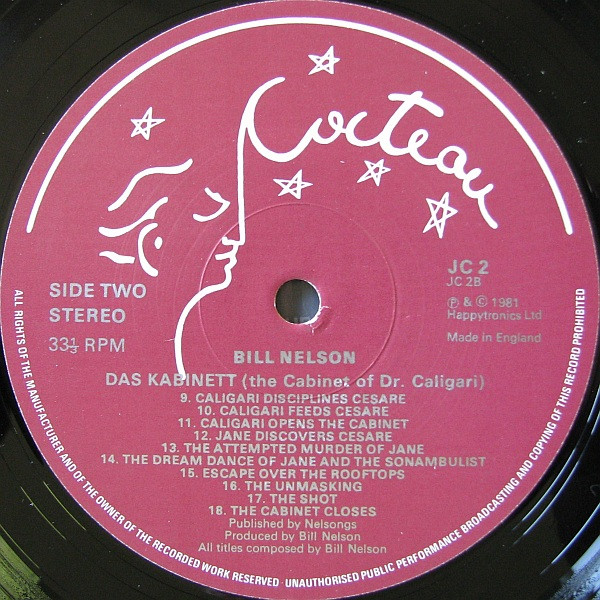 Cocteau
SIDE TWO
STEREO
33⅓ RPM
JC 2
JC 2B
℗ & © 1981
Happytronics Ltd
Made in England
BILL NELSON
DAS KABINETT (the Cabinet of Dr. Caligari)
9. CALIGARI DISCIPLINES CESARE
10. CALIGARI FEEDS CESARE
11. CALIGARI OPENS THE CABINET
12. JANE DISCOVERS CESARE
13. THE ATTEMPTED MURDER OF JANE
14. THE DREAM DANCE OF JANE AND THE SONAMBULIST
15. ESCAPE OVER THE ROOFTOPS
16. THE UNMASKING
17. THE SHOT
18. THE CABINET CLOSES
Published by Nelsongs
Produced by Bill Nelson
All titles composed by Bill Nelson
ALL RIGHTS OF THE MANUFACTURER AND OF THE OWNER OF THE RECORDED WORK RESERVED · UNAUTHORISED PUBLIC PERFORMANCE BROADCASTING AND COPYING OF THIS RECORD PROHIBITED